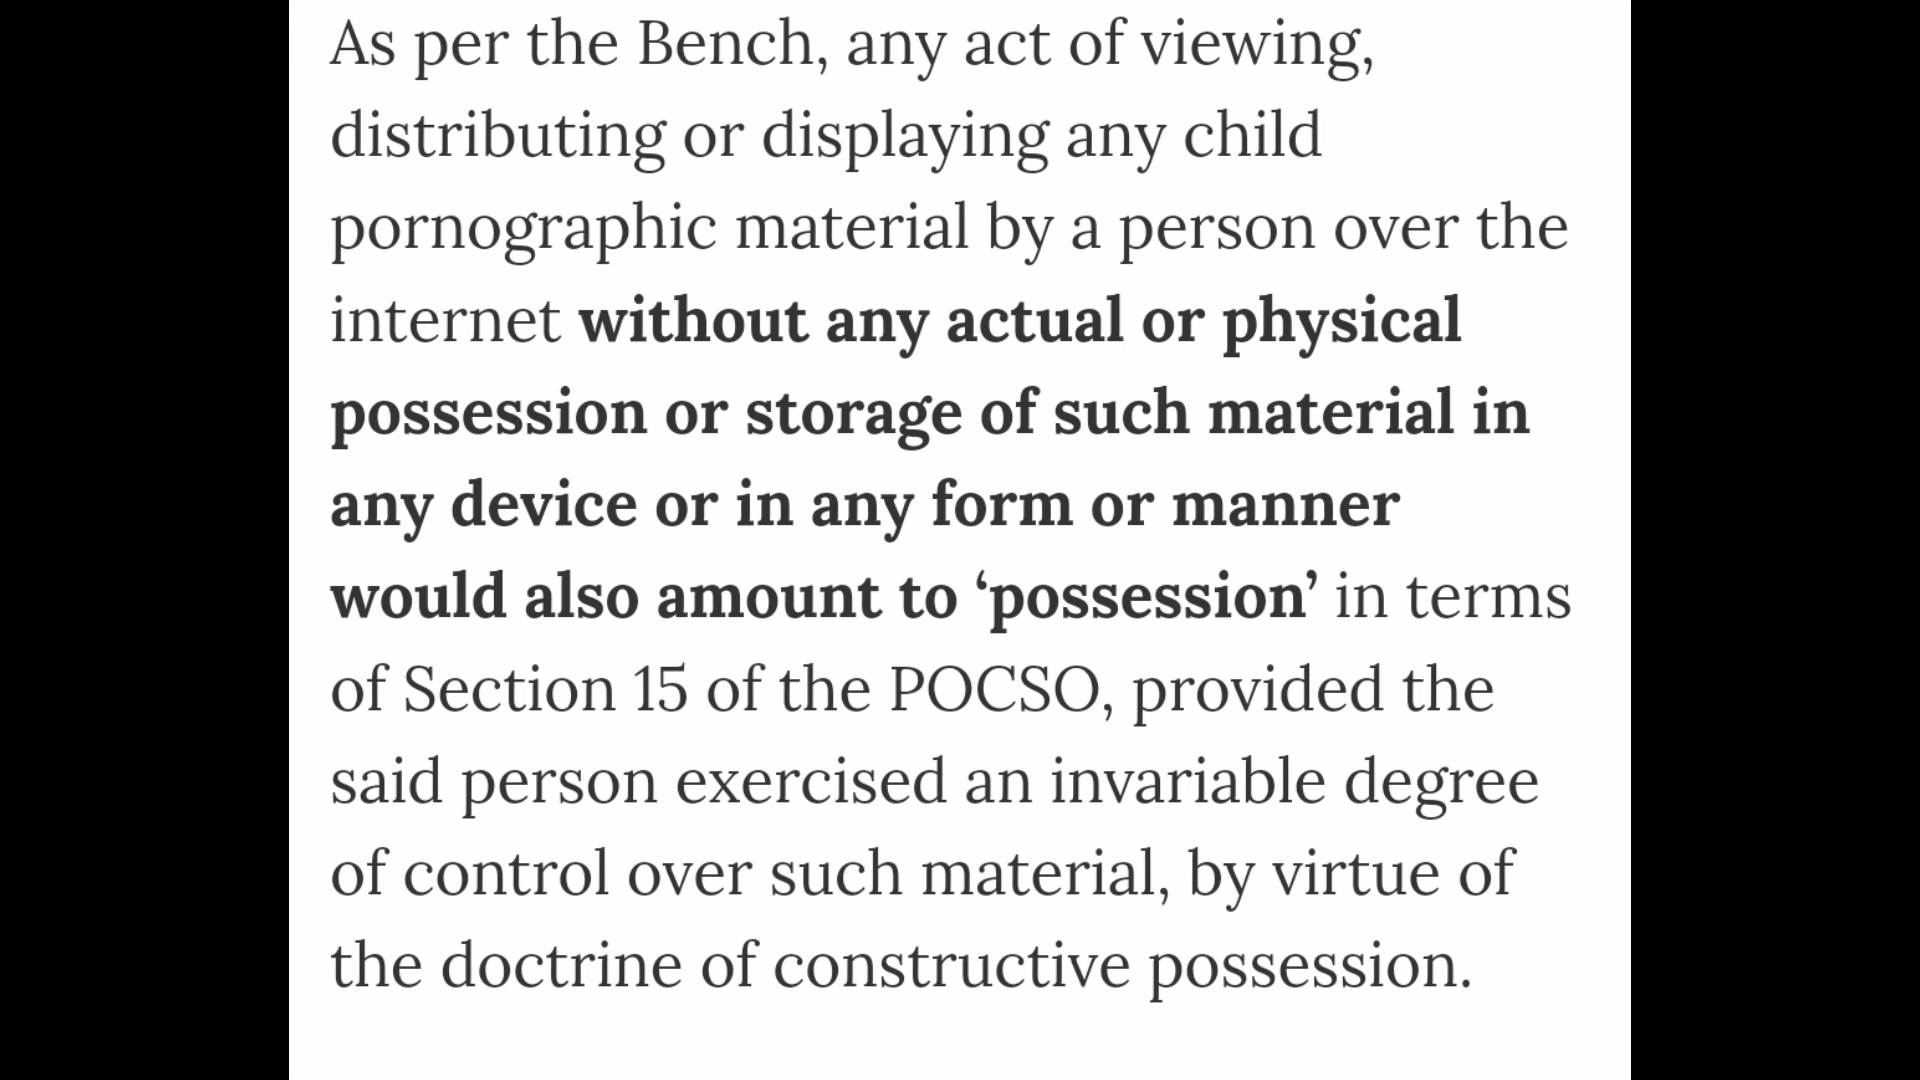 As per the Bench, any act of viewing,
distributing or displaying any child
pornographic material by a person over the
internet without any actual or physical
possession or storage of such material in
any device or in any form or manner
would also amount to ‘possession’ in terms
of Section 15 of the POCSO, provided the
said person exercised an invariable degree
of control over such material, by virtue of
the doctrine of constructive possession.